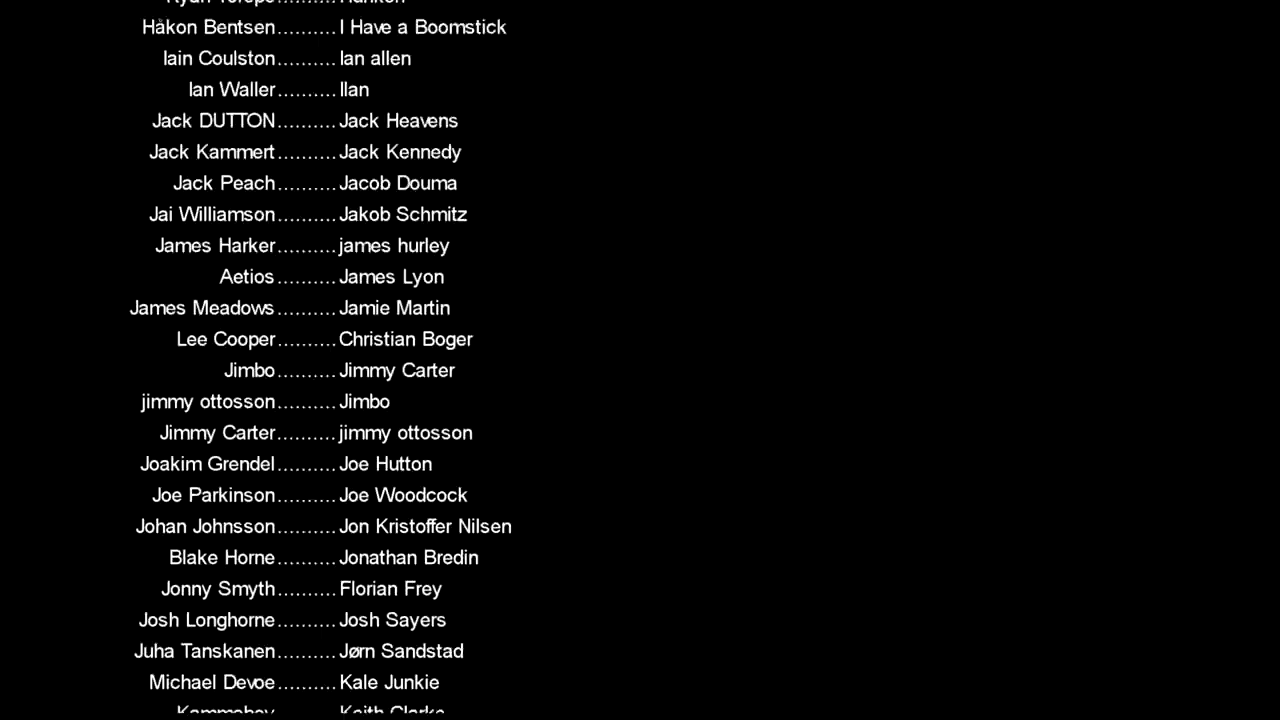 Håkon Bentsen..........I Have a Boomstick
Iain Coulston..........Ian allen
Ian Waller..........Ilan
Jack DUTTON..........Jack Heavens
Jack Kammert..........Jack Kennedy
Jack Peach..........Jacob Douma
Jai Williamson..........Jakob Schmitz
James Harker..........james hurley
Aetios..........James Lyon
James Meadows..........Jamie Martin
Lee Cooper..........Christian Boger
Jimbo..........Jimmy Carter
jimmy ottosson..........Jimbo
Jimmy Carter..........jimmy ottosson
Joakim Grendel..........Joe Hutton
Joe Parkinson..........Joe Woodcock
Johan Johnsson..........Jon Kristoffer Nilsen
Blake Horne..........Jonathan Bredin
Jonny Smyth..........Florian Frey
Josh Longhorne..........Josh Sayers
Juha Tanskanen..........Jørn Sandstad
Michael Devoe..........Kale Junkie
..........Keith Clarke